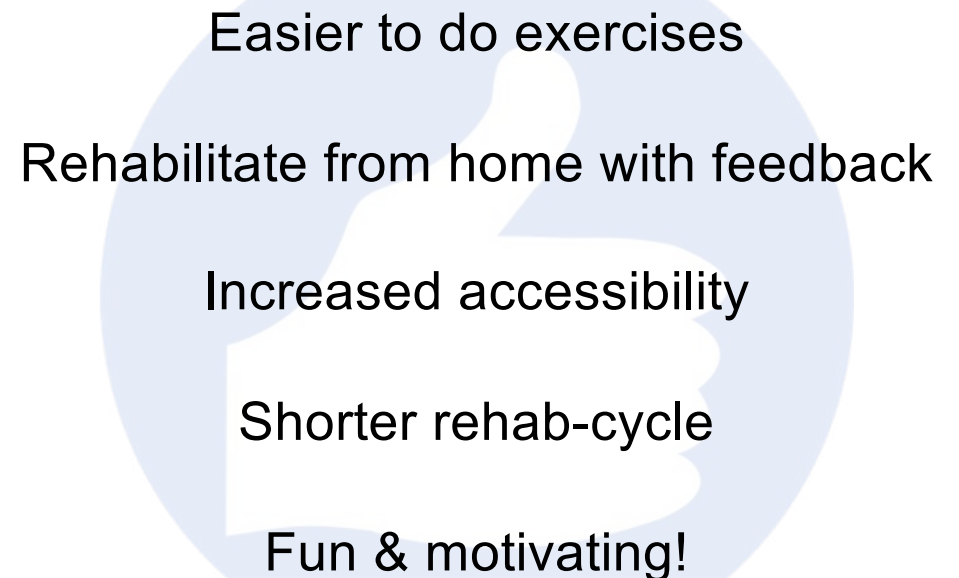 Easier to do exercises
Rehabilitate from home with feedback
Increased accessibility
Shorter rehab-cycle
Fun & motivating!